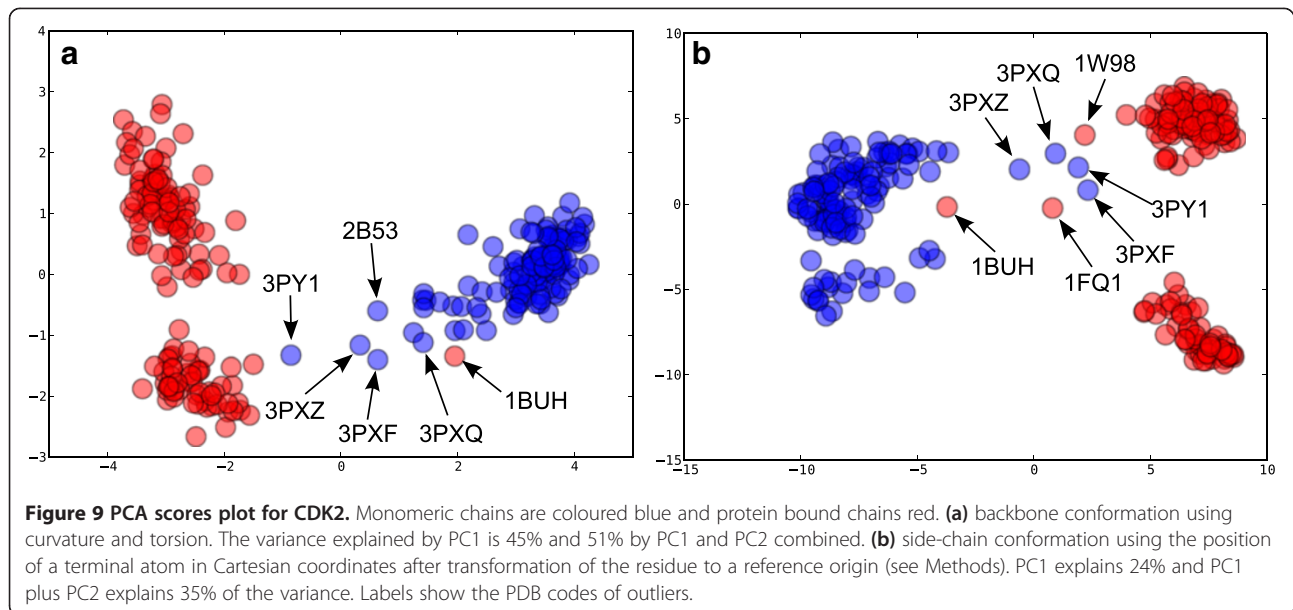 a
4
3
2
1
0
−1
−2
−3
−4
−2
0
2
4
3PY1
2B53
3PXZ
3PXF
3PXQ
1BUH
b
10
5
0
−5
−10
−15
−15
−10
−5
0
5
10
3PXZ
3PXQ
1W98
1BUH
1FQ1
3PXF
3PY1
Figure 9 PCA scores plot for CDK2. Monomeric chains are coloured blue and protein bound chains red. (a) backbone conformation using
curvature and torsion. The variance explained by PC1 is 45% and 51% by PC1 and PC2 combined. (b) side-chain conformation using the position
of a terminal atom in Cartesian coordinates after transformation of the residue to a reference origin (see Methods). PC1 explains 24% and PC1
plus PC2 explains 35% of the variance. Labels show the PDB codes of outliers.